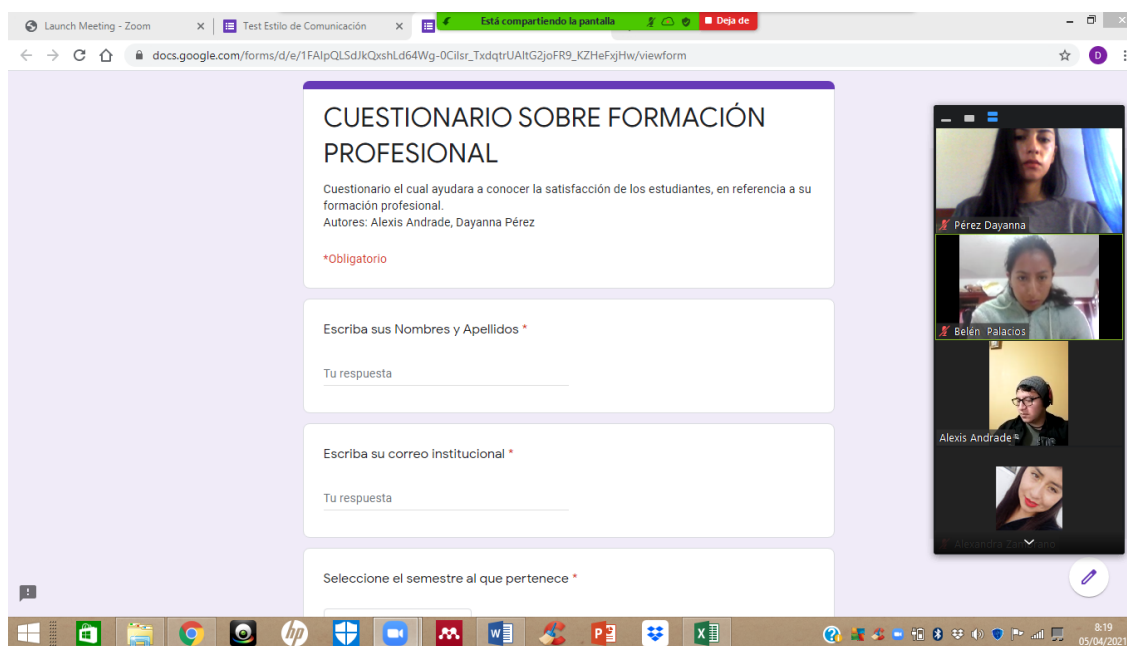 Launch Meeting - Zoom
Test Estilo de Comunicación
Está compartiendo la pantalla
Deja de
docs.google.com/forms/d/e/1FAIpQLSdJkQxshLd64Wg-0Cilsr_TxdqtrUAItG2joFR9_KZHeFxjHw/viewform
D
CUESTIONARIO SOBRE FORMACIÓN
PROFESIONAL
Cuestionario el cual ayudara a conocer la satisfacción de los estudiantes, en referencia a su
formación profesional.
Autores: Alexis Andrade, Dayanna Pérez
*Obligatorio
Escriba sus Nombres y Apellidos *
Tu respuesta
Escriba su correo institucional *
Tu respuesta
Seleccione el semestre al que pertenece *
Pérez Dayanna
Belén Palacios
Alexis Andrade
Alexandra Zambrano
8:19
05/04/2021